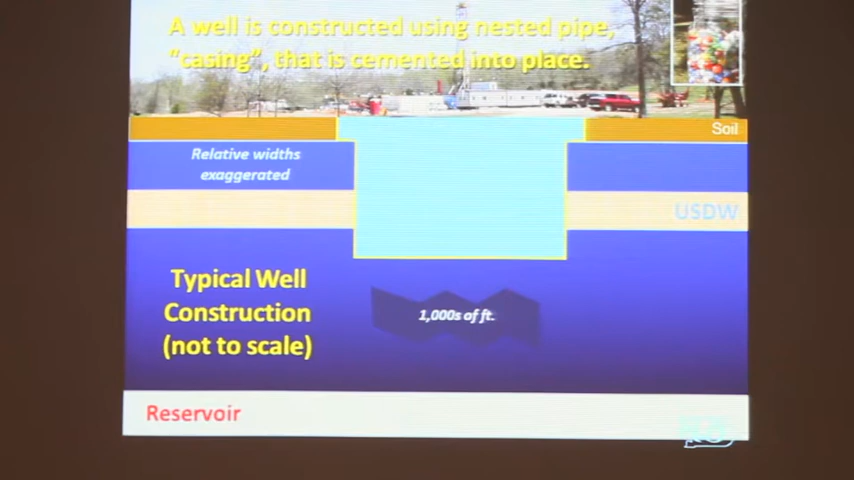 A well is constructed using nested pipe,
"casing", that is cemented into place.
Soil
Relative widths
exaggerated
USDW
Typical Well
Construction
(not to scale)
1,000s of ft.
Reservoir